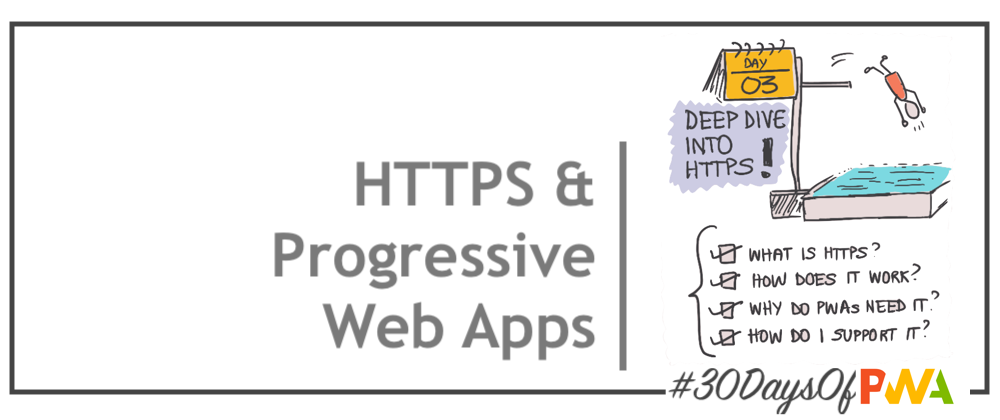 HTTPS &
Progressive
Web Apps
DAY
03
DEEP DIVE
INTO
HTTPS!
WHAT IS HTTPS?
HOW DOES IT WORK?
WHY DO PWAs NEED IT?
HOW DO I SUPPORT IT?
#30DaysOfPWA